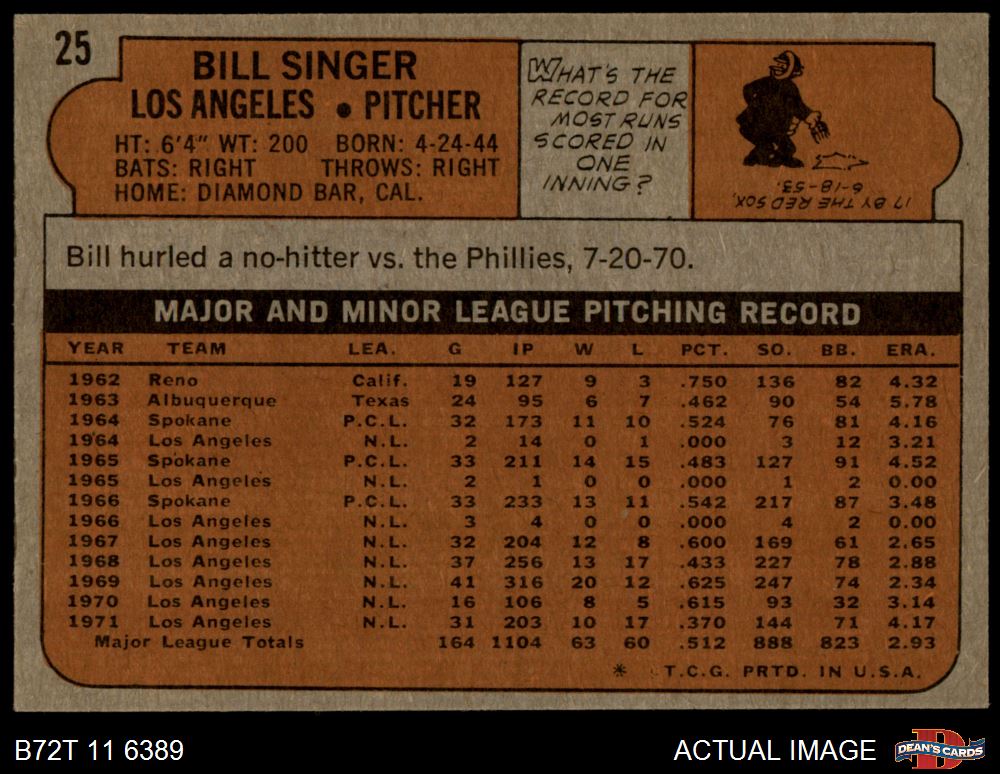 25
BILL SINGER
LOS ANGELES • PITCHER
HT: 6'4" WT: 200 BORN: 4-24-44
BATS: RIGHT THROWS: RIGHT
HOME: DIAMOND BAR, CAL.
WHAT'S THE
RECORD FOR
MOST RUNS
SCORED IN
ONE
INNING?
17 BY THE RED SOX,
6-18-53.
Bill hurled a no-hitter vs. the Phillies, 7-20-70.
MAJOR AND MINOR LEAGUE PITCHING RECORD
YEAR TEAM LEA. G IP W L PCT. SO. BB. ERA.
1962 Reno Calif. 19 127 9 3 .750 136 82 4.32
1963 Albuquerque Texas 24 95 6 7 .462 90 54 5.78
1964 Spokane P.C.L. 32 173 11 10 .524 76 81 4.16
1964 Los Angeles N.L. 2 14 0 1 .000 3 12 3.21
1965 Spokane P.C.L. 33 211 14 15 .483 127 91 4.52
1965 Los Angeles N.L. 2 1 0 0 .000 1 2 0.00
1966 Spokane P.C.L. 33 233 13 11 .542 217 87 3.48
1966 Los Angeles N.L. 3 4 0 0 .000 4 2 0.00
1967 Los Angeles N.L. 32 204 12 8 .600 169 61 2.65
1968 Los Angeles N.L. 37 256 13 17 .433 227 78 2.88
1969 Los Angeles N.L. 41 316 20 12 .625 247 74 2.34
1970 Los Angeles N.L. 16 106 8 5 .615 93 32 3.14
1971 Los Angeles N.L. 31 203 10 17 .370 144 71 4.17
Major League Totals 164 1104 63 60 .512 888 823 2.93
* T.C.G. PRTD. IN U.S.A.
B72T 11 6389
ACTUAL IMAGE
D
DEAN'S CARDS